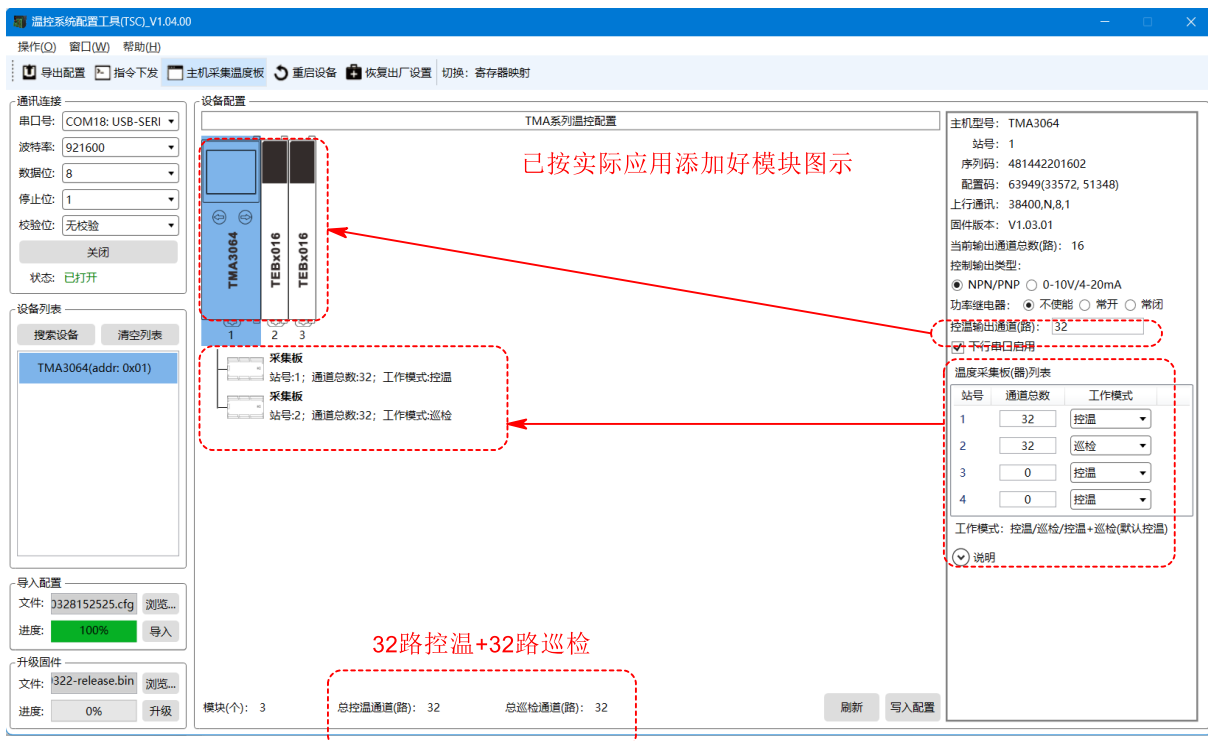 温控系统配置工具(TSC)_V1.04.00
操作(O) 窗口(W) 帮助(H)
导出配置 指令下发 主机采集温度板 重启设备 恢复出厂设置 切换：寄存器映射
通讯连接
串口号: COM18: USB-SERI
波特率: 921600
数据位: 8
停止位: 1
校验位: 无校验
关闭
状态: 已打开
设备列表
搜索设备 清空列表
TMA3064(addr: 0x01)
导入配置
文件: 0328152525.cfg 浏览...
进度: 100% 导入
升级固件
文件: 322-release.bin 浏览...
进度: 0% 升级
设备配置
TMA系列温控配置
已按实际应用添加好模块图示
TMA3064
TEBx016
TEBx016
1 2 3
采集板
站号:1；通道总数:32；工作模式:控温
采集板
站号:2；通道总数:32；工作模式:巡检
32路控温+32路巡检
模块(个)： 3 总控温通道(路)： 32 总巡检通道(路)： 32
刷新 写入配置
主机型号： TMA3064
站号： 1
序列码： 481442201602
配置码： 63949(33572, 51348)
上行通讯： 38400,N,8,1
固件版本： V1.03.01
当前输出通道总数(路)： 16
控制输出类型:
NPN/PNP 0-10V/4-20mA
功率继电器： 不使能 常开 常闭
控温输出通道(路)： 32
下行串口启用
温度采集板(器)列表
站号 通道总数 工作模式
1 32 控温
2 32 巡检
3 0 控温
4 0 控温
工作模式：控温/巡检/控温+巡检(默认控温)
说明